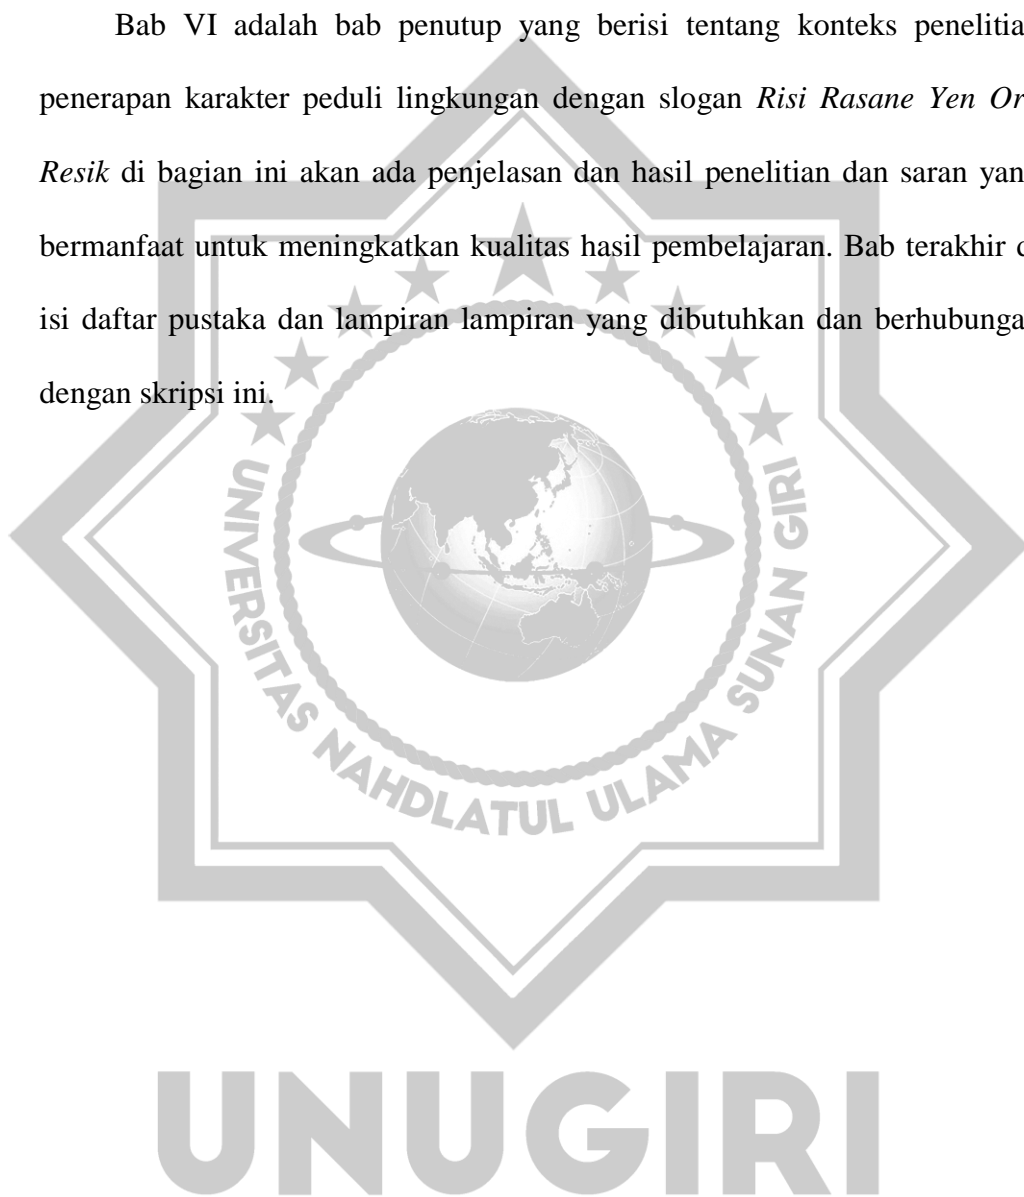 Bab VI adalah bab penutup yang berisi tentang konteks penelitia
penerapan karakter peduli lingkungan dengan slogan Risi Rasane Yen Or
Resik di bagian ini akan ada penjelasan dan hasil penelitian dan saran yan
bermanfaat untuk meningkatkan kualitas hasil pembelajaran. Bab terakhir d
isi daftar pustaka dan lampiran lampiran yang dibutuhkan dan berhubunga
dengan skripsi ini.
UNIVERSITAS NAHDLATUL ULAMA SUNAN GIRI
UNUGIRI